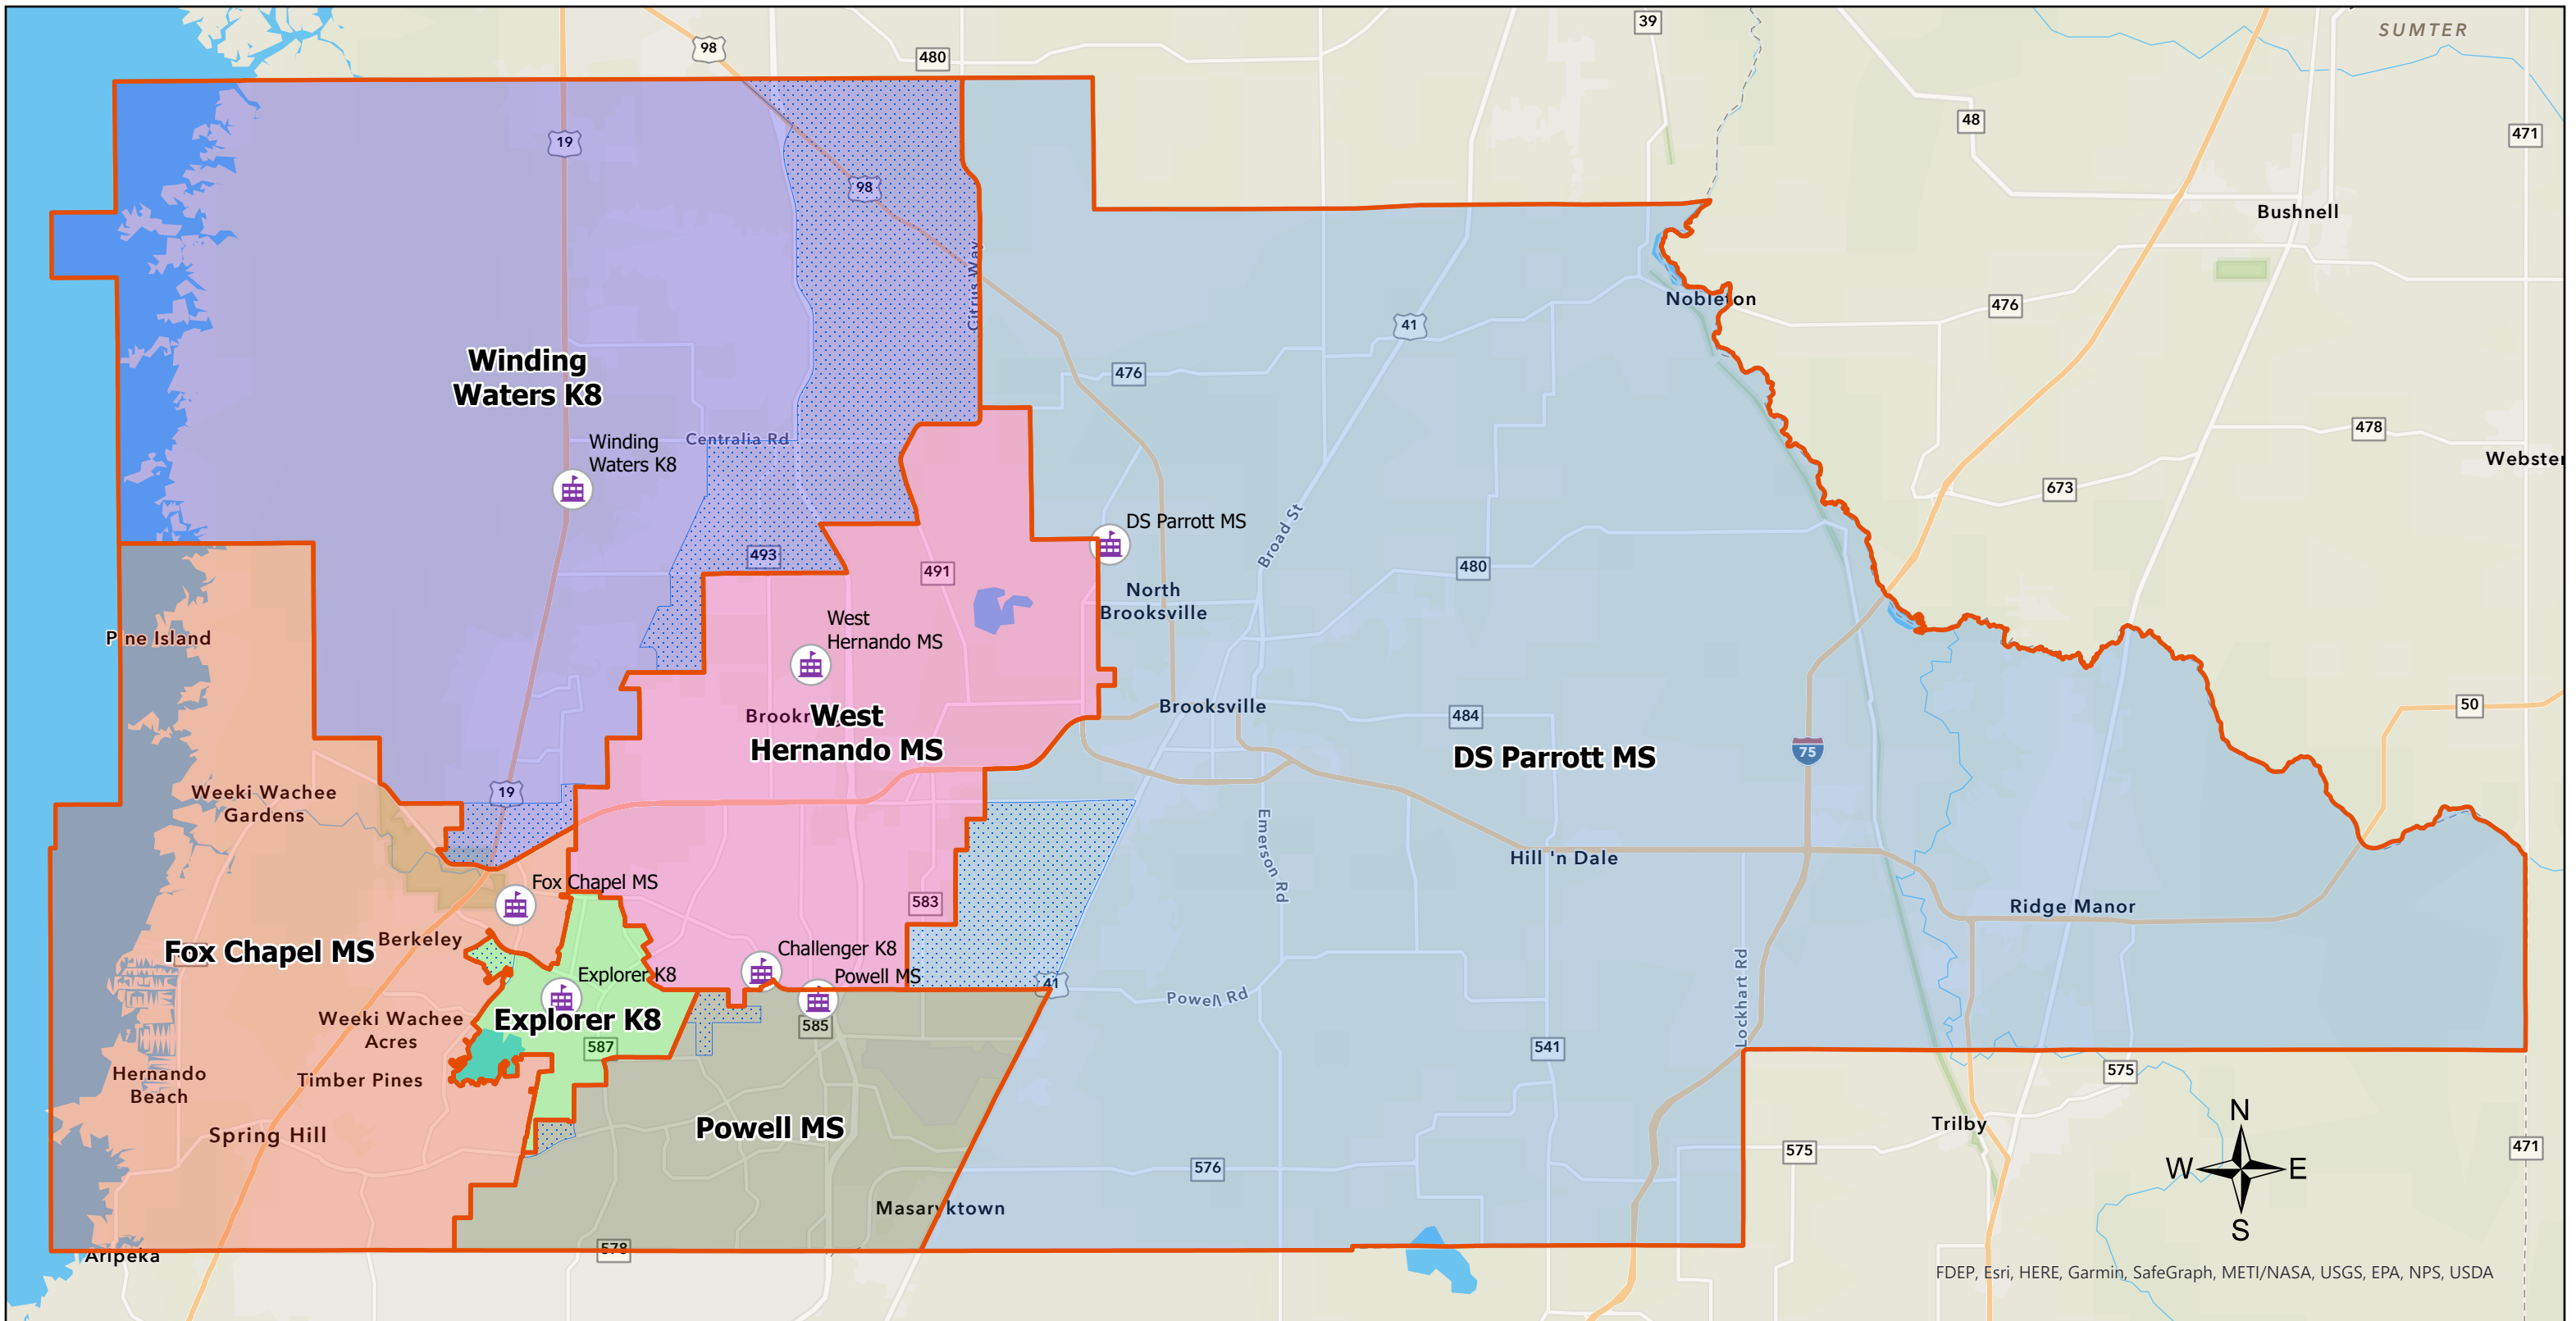 SUMTER
39
98
480
48
471
19
98
Bushnell
Citrus Way
Nobleton
476
41
476
Winding
Waters K8
478
Centralia Rd
Winding
Waters K8
Webster
673
DS Parrott MS
Broad St
493
491
480
North
Brooksville
West
Hernando MS
Pine Island
Brookr
West
Hernando MS
Brooksville
484
50
DS Parrott MS
75
Weeki Wachee
Gardens
19
Emerson Rd
Hill 'n Dale
Fox Chapel MS
583
Ridge Manor
Fox Chapel MS
Berkeley
Challenger K8
Explorer K8
Powell MS
41
Powell Rd
Lockhart Rd
Weeki Wachee
Acres
Explorer K8
585
587
541
575
Hernando
Beach
Timber Pines
Spring Hill
Powell MS
Trilby
575
471
576
N
W
E
S
Masaryktown
578
Aripeka
FDEP, Esri, HERE, Garmin, SafeGraph, METI/NASA, USGS, EPA, NPS, USDA